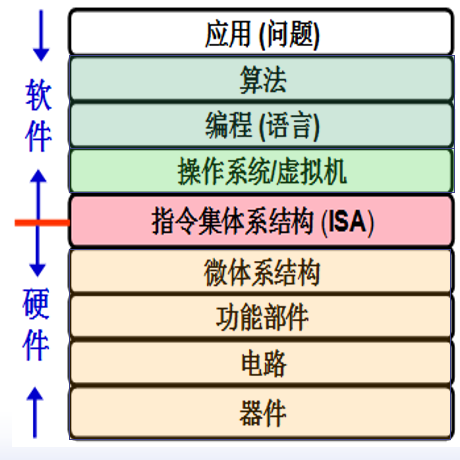 应用 (问题)
算法
编程 (语言)
操作系统/虚拟机
指令集体系结构 (ISA)
微体系结构
功能部件
电路
器件
软件
硬件